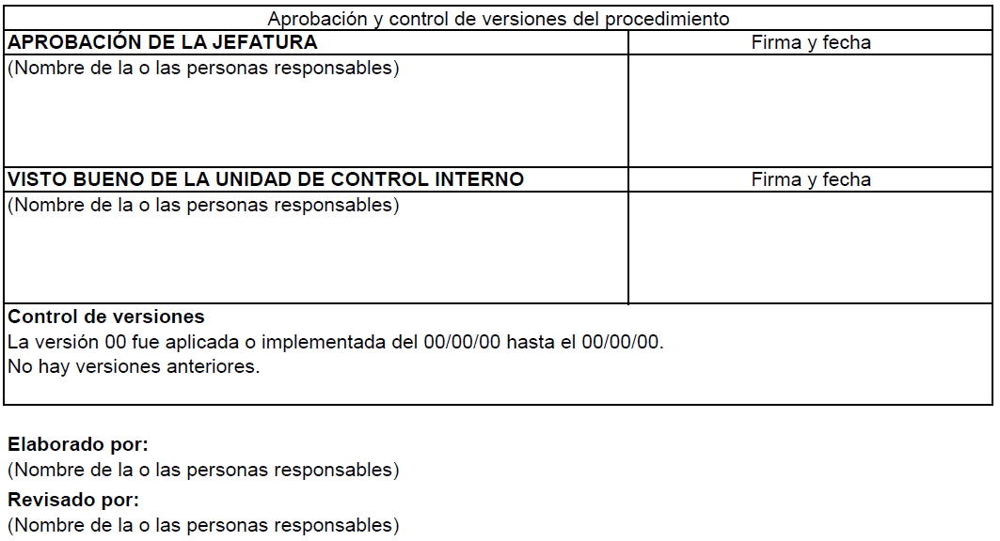 Aprobación y control de versiones del procedimiento
APROBACIÓN DE LA JEFATURA
Firma y fecha
(Nombre de la o las personas responsables)
VISTO BUENO DE LA UNIDAD DE CONTROL INTERNO
Firma y fecha
(Nombre de la o las personas responsables)
Control de versiones
La versión 00 fue aplicada o implementada del 00/00/00 hasta el 00/00/00.
No hay versiones anteriores.
Elaborado por:
(Nombre de la o las personas responsables)
Revisado por:
(Nombre de la o las personas responsables)